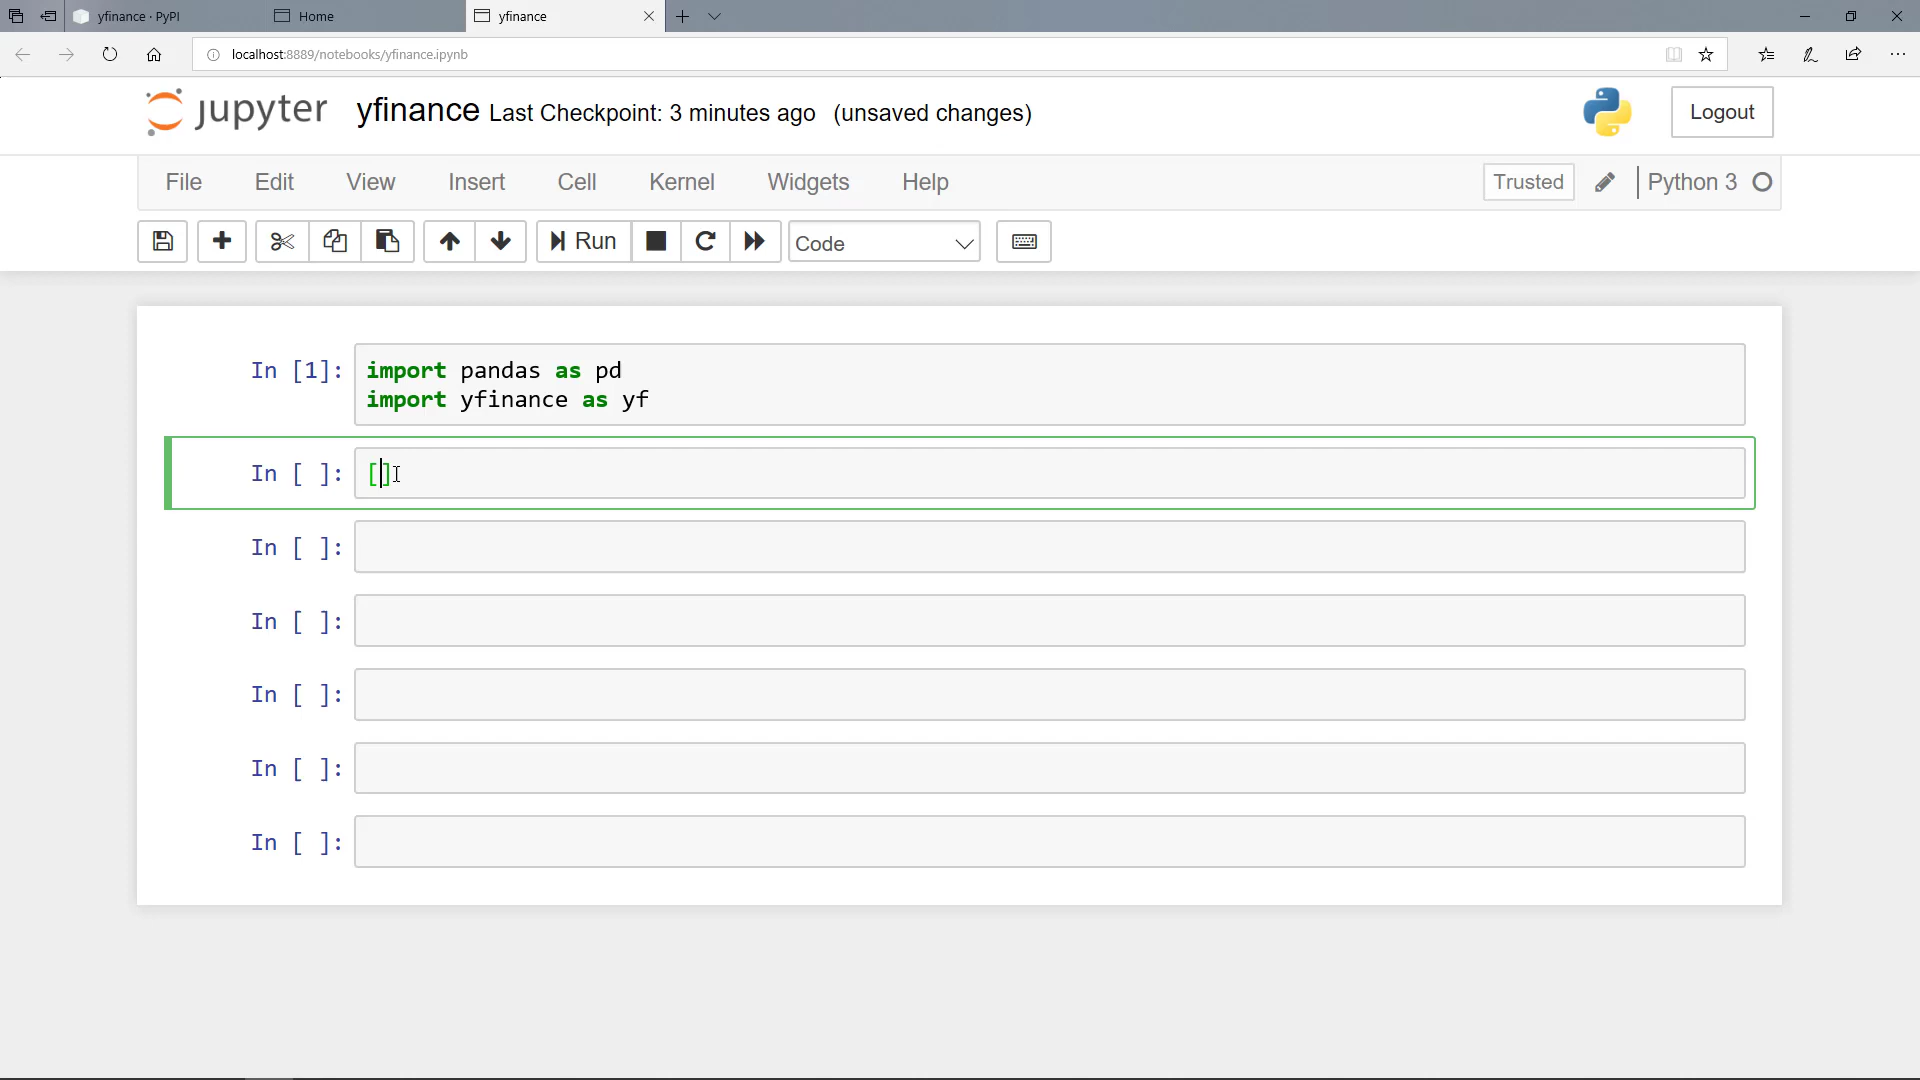 yfinance · PyPI
Home
yfinance
localhost:8889/notebooks/yfinance.ipynb
jupyter yfinance Last Checkpoint: 3 minutes ago (unsaved changes)
Logout
File Edit View Insert Cell Kernel Widgets Help
Trusted
Python 3
Run
Code
In [1]:
import pandas as pd
import yfinance as yf
In [ ]:
[]
In [ ]:
In [ ]:
In [ ]:
In [ ]:
In [ ]: